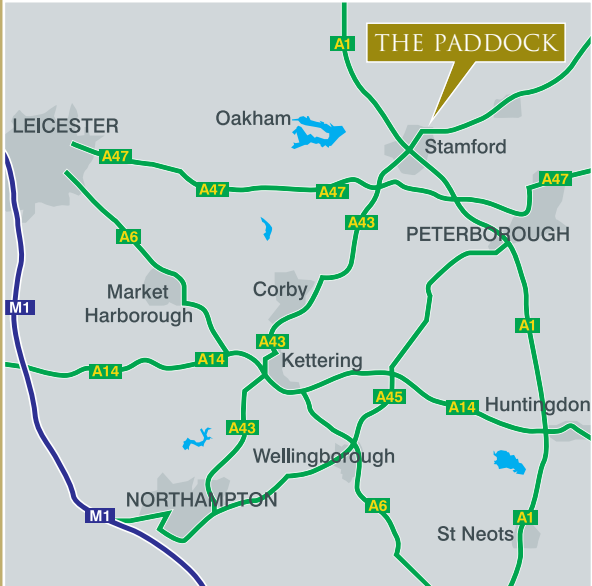 A1
THE PADDOCK
Oakham
LEICESTER
Stamford
A47
A47
A47
A47
A43
A6
PETERBOROUGH
Market
Harborough
Corby
M1
A1
A43
A14
A14
Kettering
A45
A14
Huntingdon
A43
Wellingborough
NORTHAMPTON
A6
M1
A1
St Neots